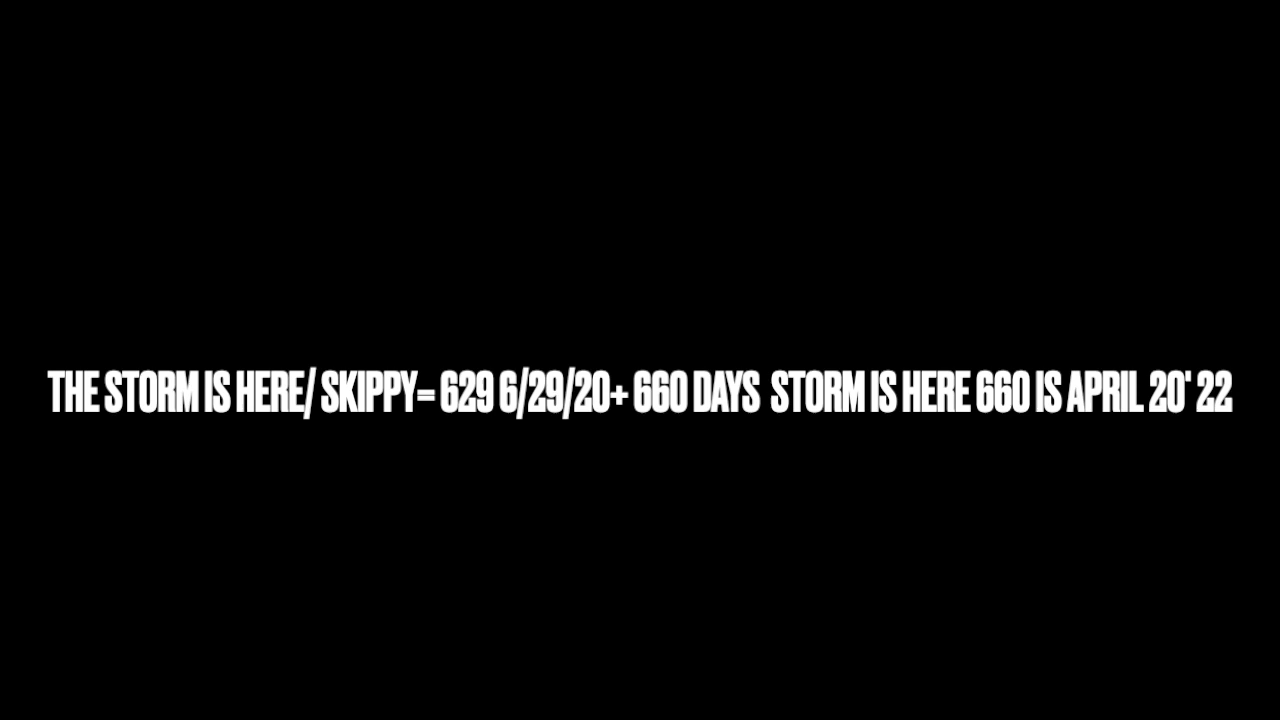 THE STORM IS HERE/ SKIPPY= 629 6/29/20+ 660 DAYS  STORM IS HERE 660 IS APRIL 20' 22